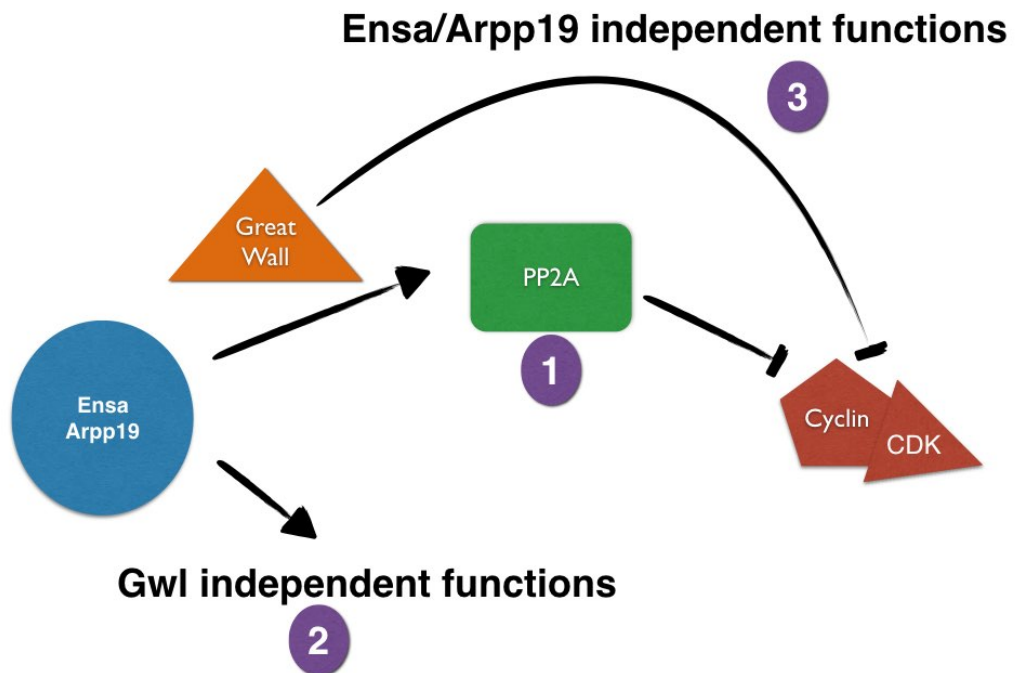 Ensa/Arpp19 independent functions
3
Great
Wall
PP2A
1
Ensa
Arpp19
Cyclin
CDK
Gwl independent functions
2